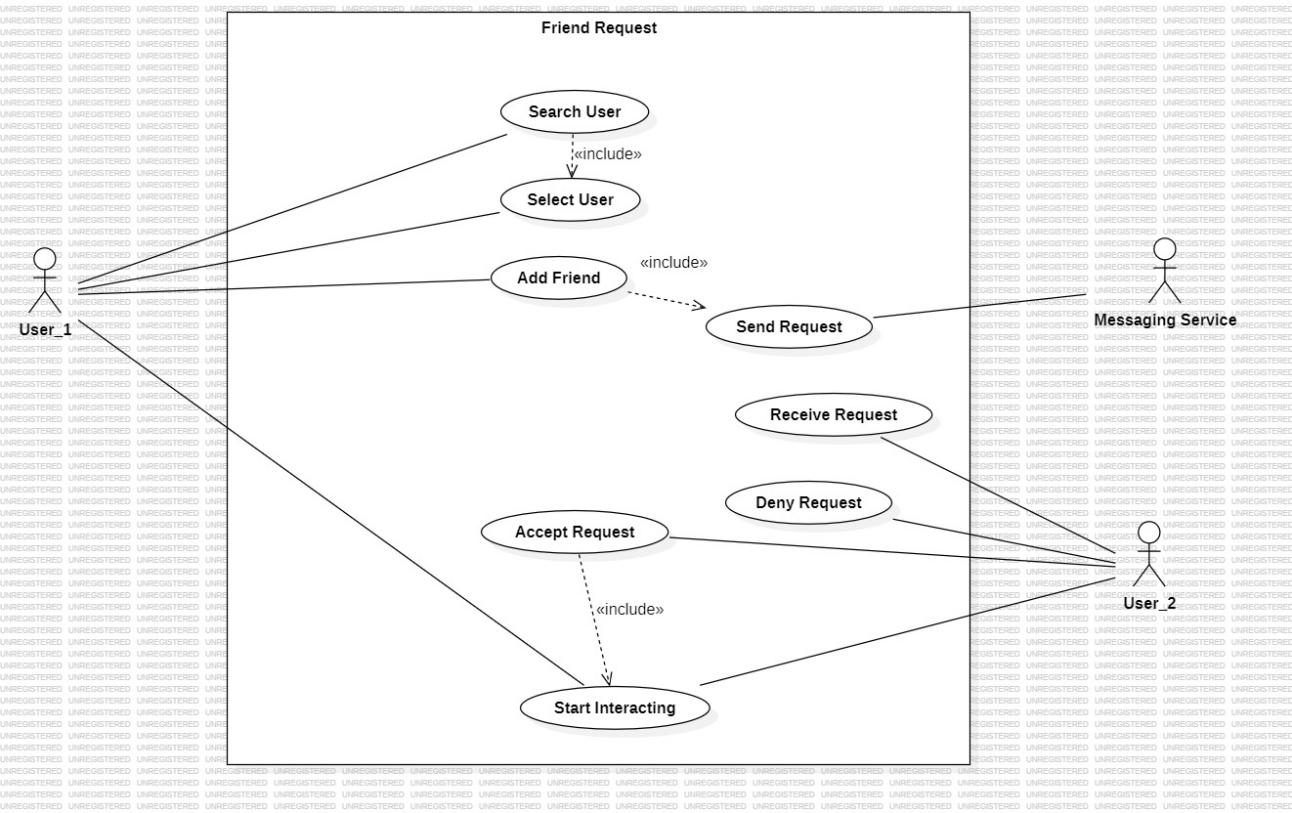 Friend Request
Search User
«include»
Select User
Add Friend
«include»
Send Request
Messaging Service
User_1
Receive Request
Deny Request
Accept Request
User_2
«include»
Start Interacting
UNREGISTERED